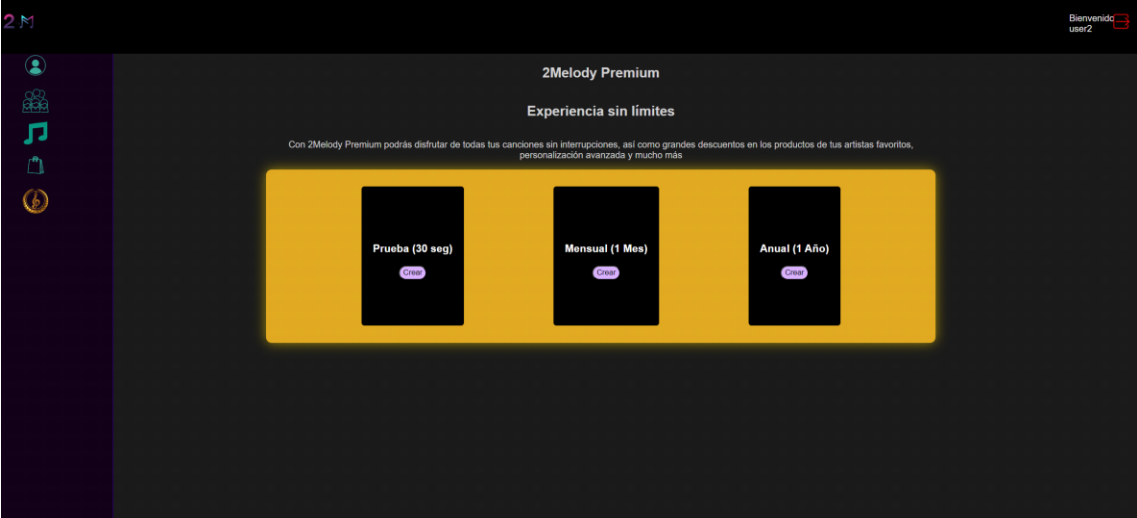 2 M
Bienvenido
user2
2Melody Premium
Experiencia sin límites
Con 2Melody Premium podrás disfrutar de todas tus canciones sin interrupciones, así como grandes descuentos en los productos de tus artistas favoritos,
personalización avanzada y mucho más
Prueba (30 seg)
Crear
Mensual (1 Mes)
Crear
Anual (1 Año)
Crear